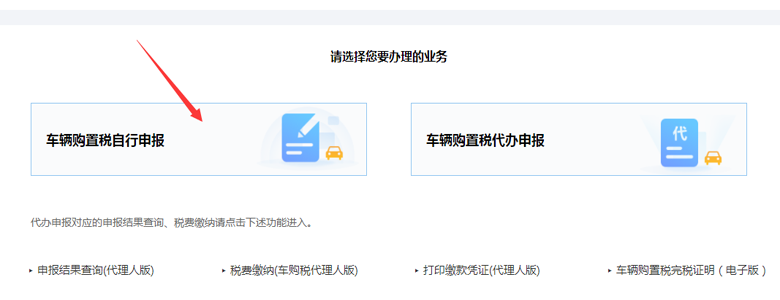 请选择您要办理的业务
车辆购置税自行申报
车辆购置税代办申报
代
代办申报对应的申报结果查询、税费缴纳请点击下述功能进入。
申报结果查询(代理人版)
税费缴纳(车购税代理人版)
打印缴款凭证(代理人版)
车辆购置税完税证明（电子版）